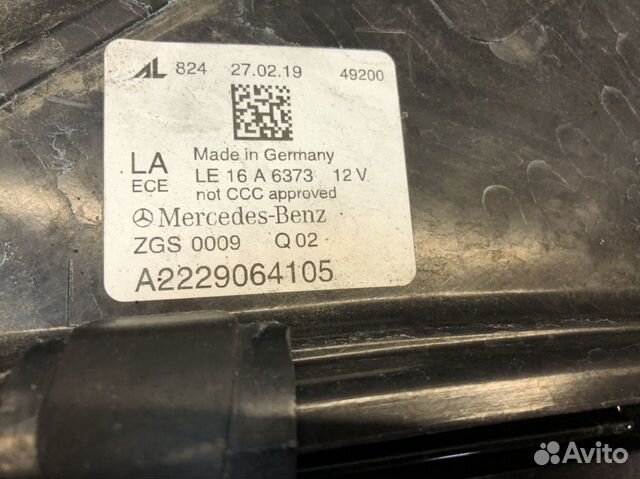 AL 824 27.02.19 49200
LA ECE
Made in Germany
LE 16 A 6373 12 V
not CCC approved
Mercedes-Benz
ZGS 0009 Q 02
A2229064105
Avito